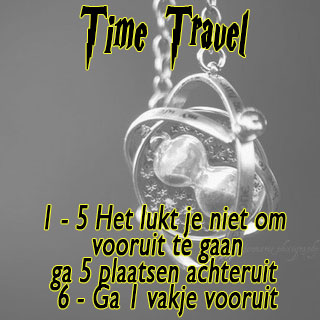 Time Travel
1 - 5 Het lukt je niet om
vooruit te gaan
ga 5 plaatsen achteruit
6 - Ga 1 vakje vooruit